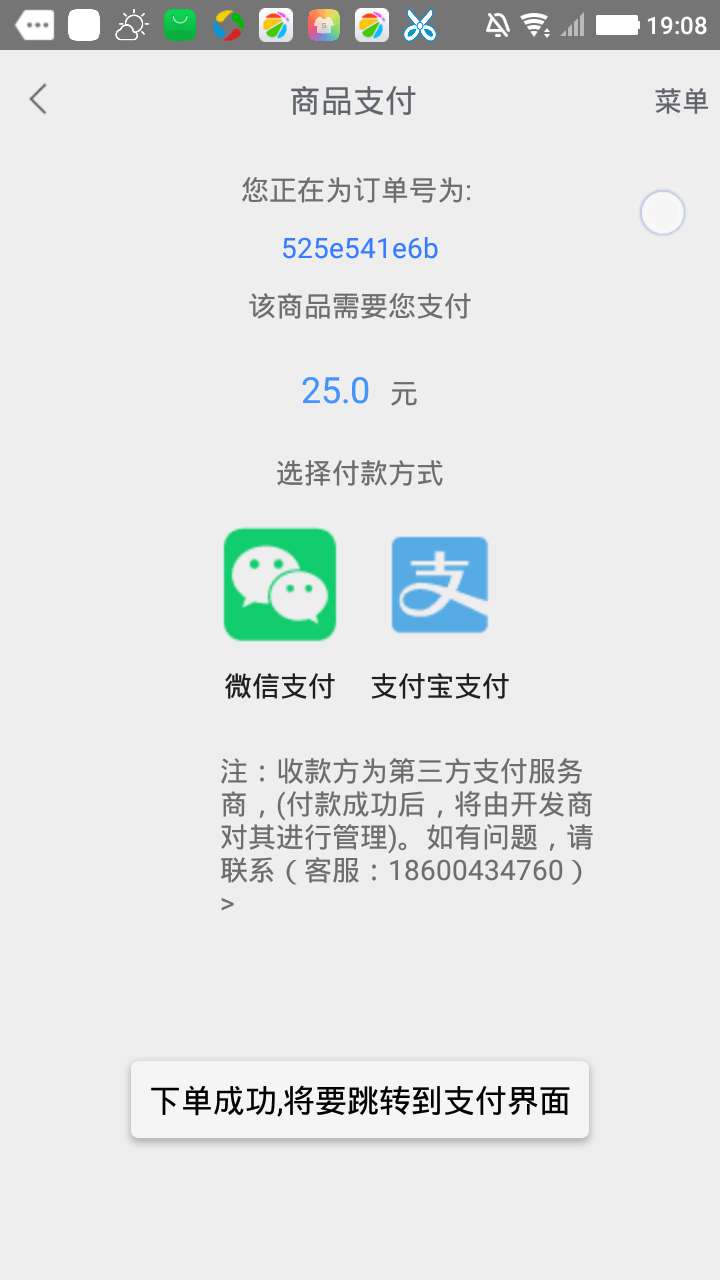 19:08
商品支付
菜单
您正在为订单号为:
525e541e6b
该商品需要您支付
25.0 元
选择付款方式
支
微信支付 支付宝支付
注：收款方为第三方支付服务
商，(付款成功后，将由开发商
对其进行管理)。如有问题，请
联系（客服：18600434760）
>
下单成功,将要跳转到支付界面